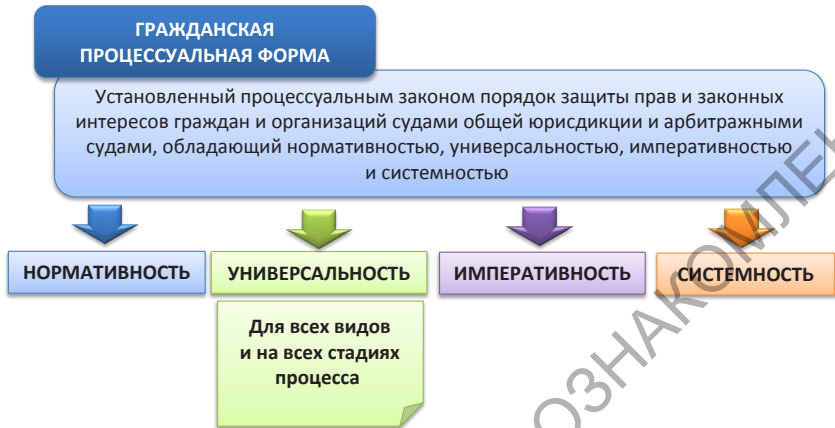 ГРАЖДАНСКАЯ
ПРОЦЕССУАЛЬНАЯ ФОРМА
Установленный процессуальным законом порядок защиты прав и законных
интересов граждан и организаций судами общей юрисдикции и арбитражными
судами, обладающий нормативностью, универсальностью, императивностью
и системностью
НОРМАТИВНОСТЬ
УНИВЕРСАЛЬНОСТЬ
ИМПЕРАТИВНОСТЬ
СИСТЕМНОСТЬ
Для всех видов
и на всех стадиях
процесса